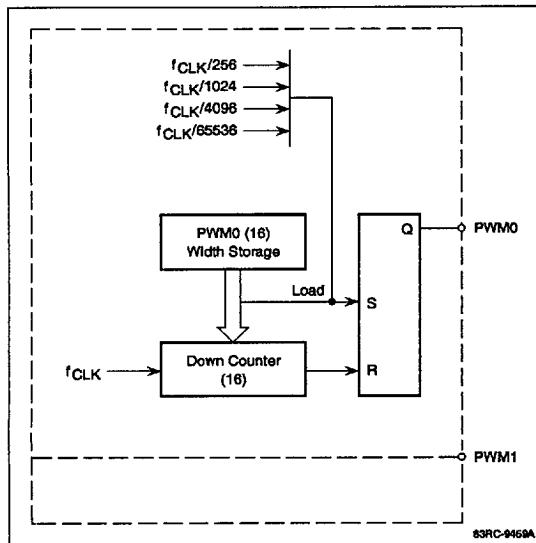 fCLK/256
fCLK/1024
fCLK/4096
fCLK/65536
PWM0 (16)
Width Storage
Q
PWM0
Load
S
fCLK
Down Counter
(16)
R
PWM1
83RC-9459A